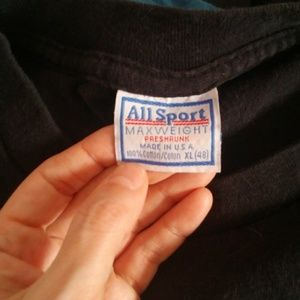 All Sport
MAXWEIGHT
PRESHRUNK
MADE IN U.S.A
100% Cotton/Coton XL (48)